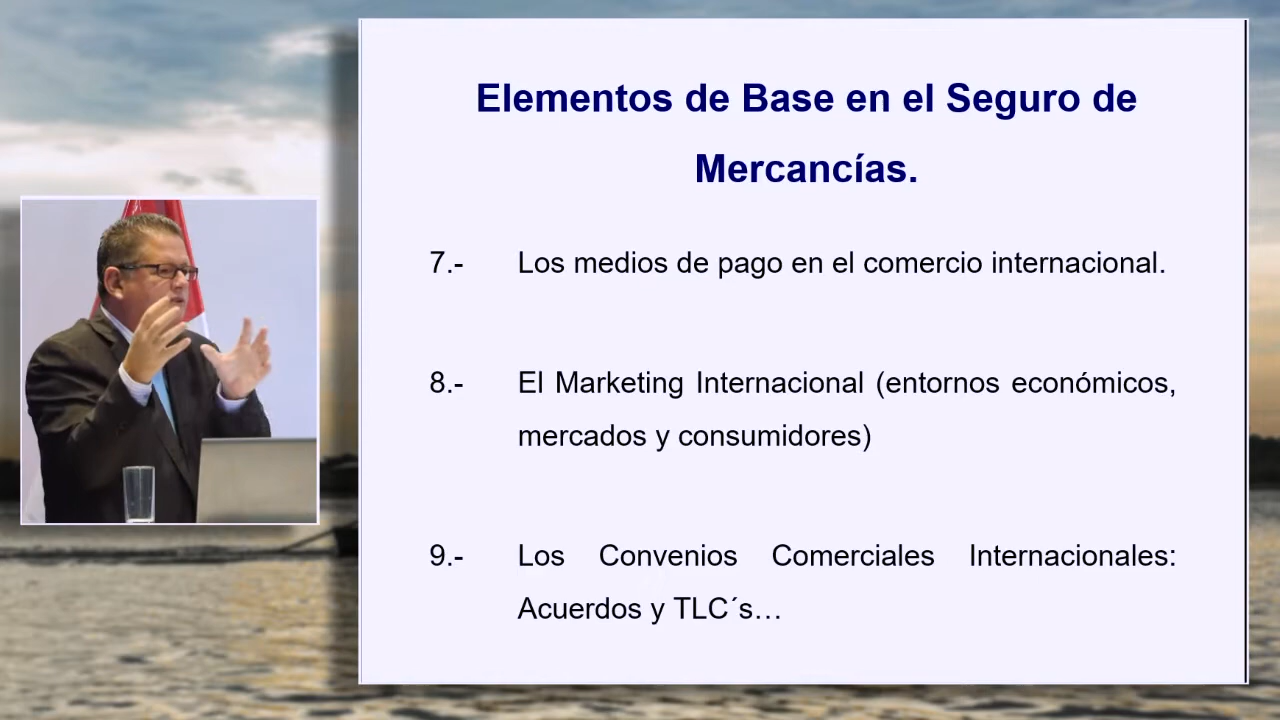 Elementos de Base en el Seguro de
Mercancías.
7.- Los medios de pago en el comercio internacional.
8.- El Marketing Internacional (entornos económicos,
mercados y consumidores)
9.- Los Convenios Comerciales Internacionales:
Acuerdos y TLC´s…